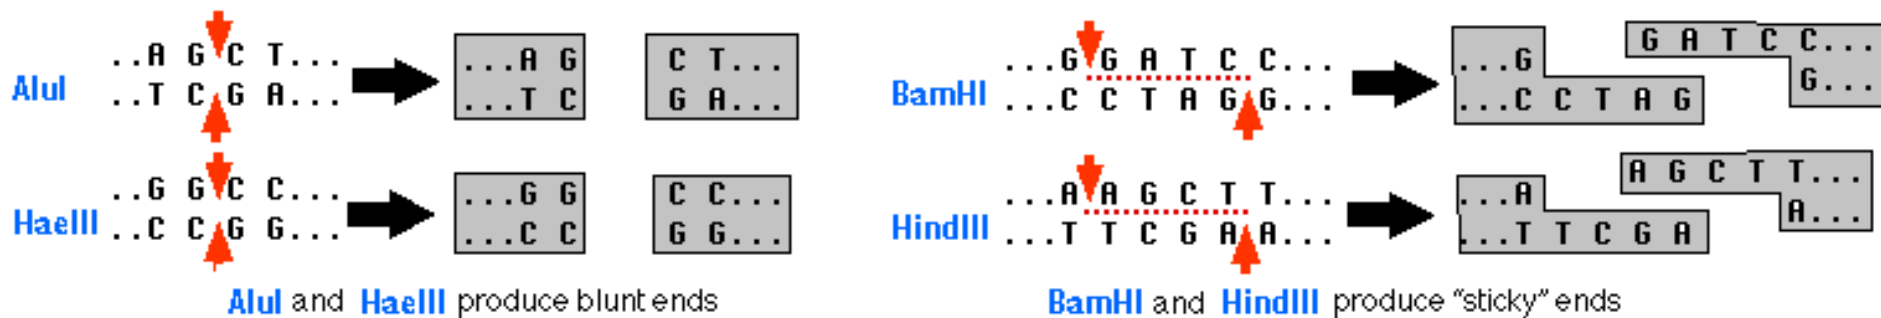 AluI ..A G C T... ...A G C T...
..T C G A... ...T C G A...
HaeIII ..G G C C... ...G G C C...
..C C G G... ...C C G G...
AluI and HaeIII produce blunt ends
BamHI ...G G A T C C... ...G G A T C C...
...C C T A G G... ...C C T A G G...
HindIII ...A A G C T T... ...A A G C T T...
...T T C G A A... ...T T C G A A...
BamHI and HindIII produce “sticky” ends